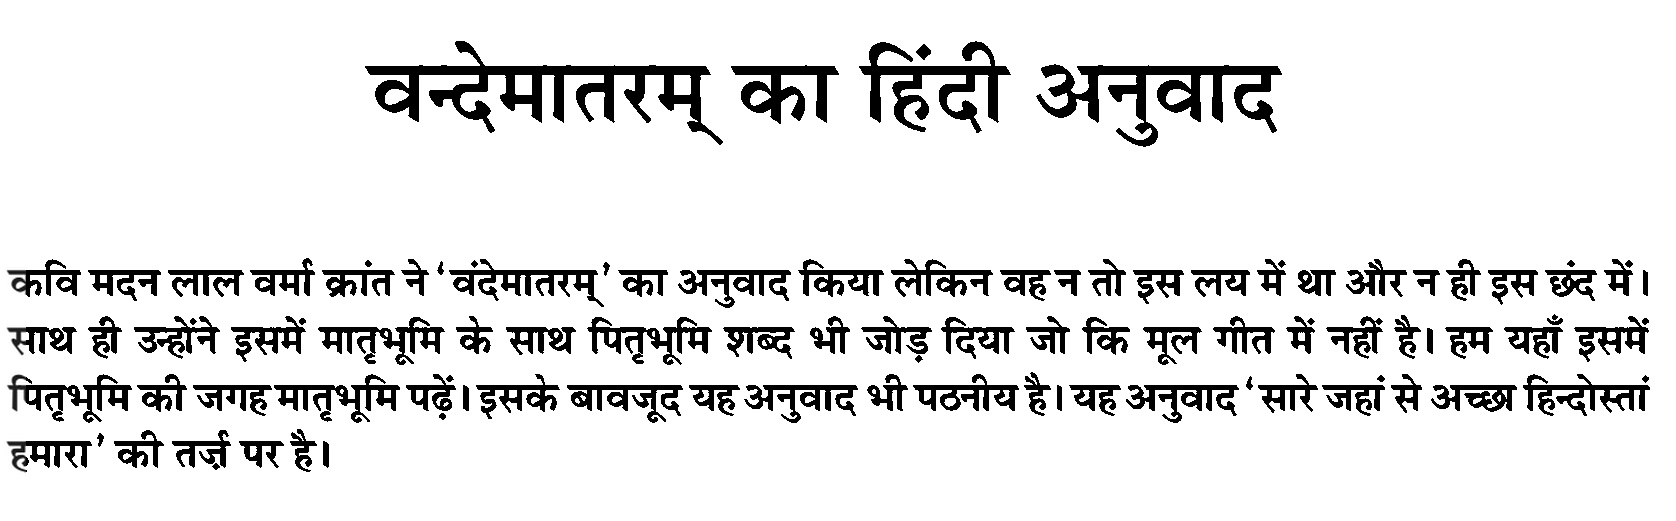 वन्देमातरम् का हिंदी अनुवाद
कवि मदन लाल वर्मा क्रांत ने ‘वंदेमातरम्’ का अनुवाद किया लेकिन वह न तो इस लय में था और न ही इस छंद में।
साथ ही उन्होंने इसमें मातृभूमि के साथ पितृभूमि शब्द भी जोड़ दिया जो कि मूल गीत में नहीं है। हम यहाँ इसमें
पितृभूमि की जगह मातृभूमि पढ़ें। इसके बावजूद यह अनुवाद भी पठनीय है। यह अनुवाद ‘सारे जहां से अच्छा हिन्दोस्तां
हमारा’ की तर्ज़ पर है।